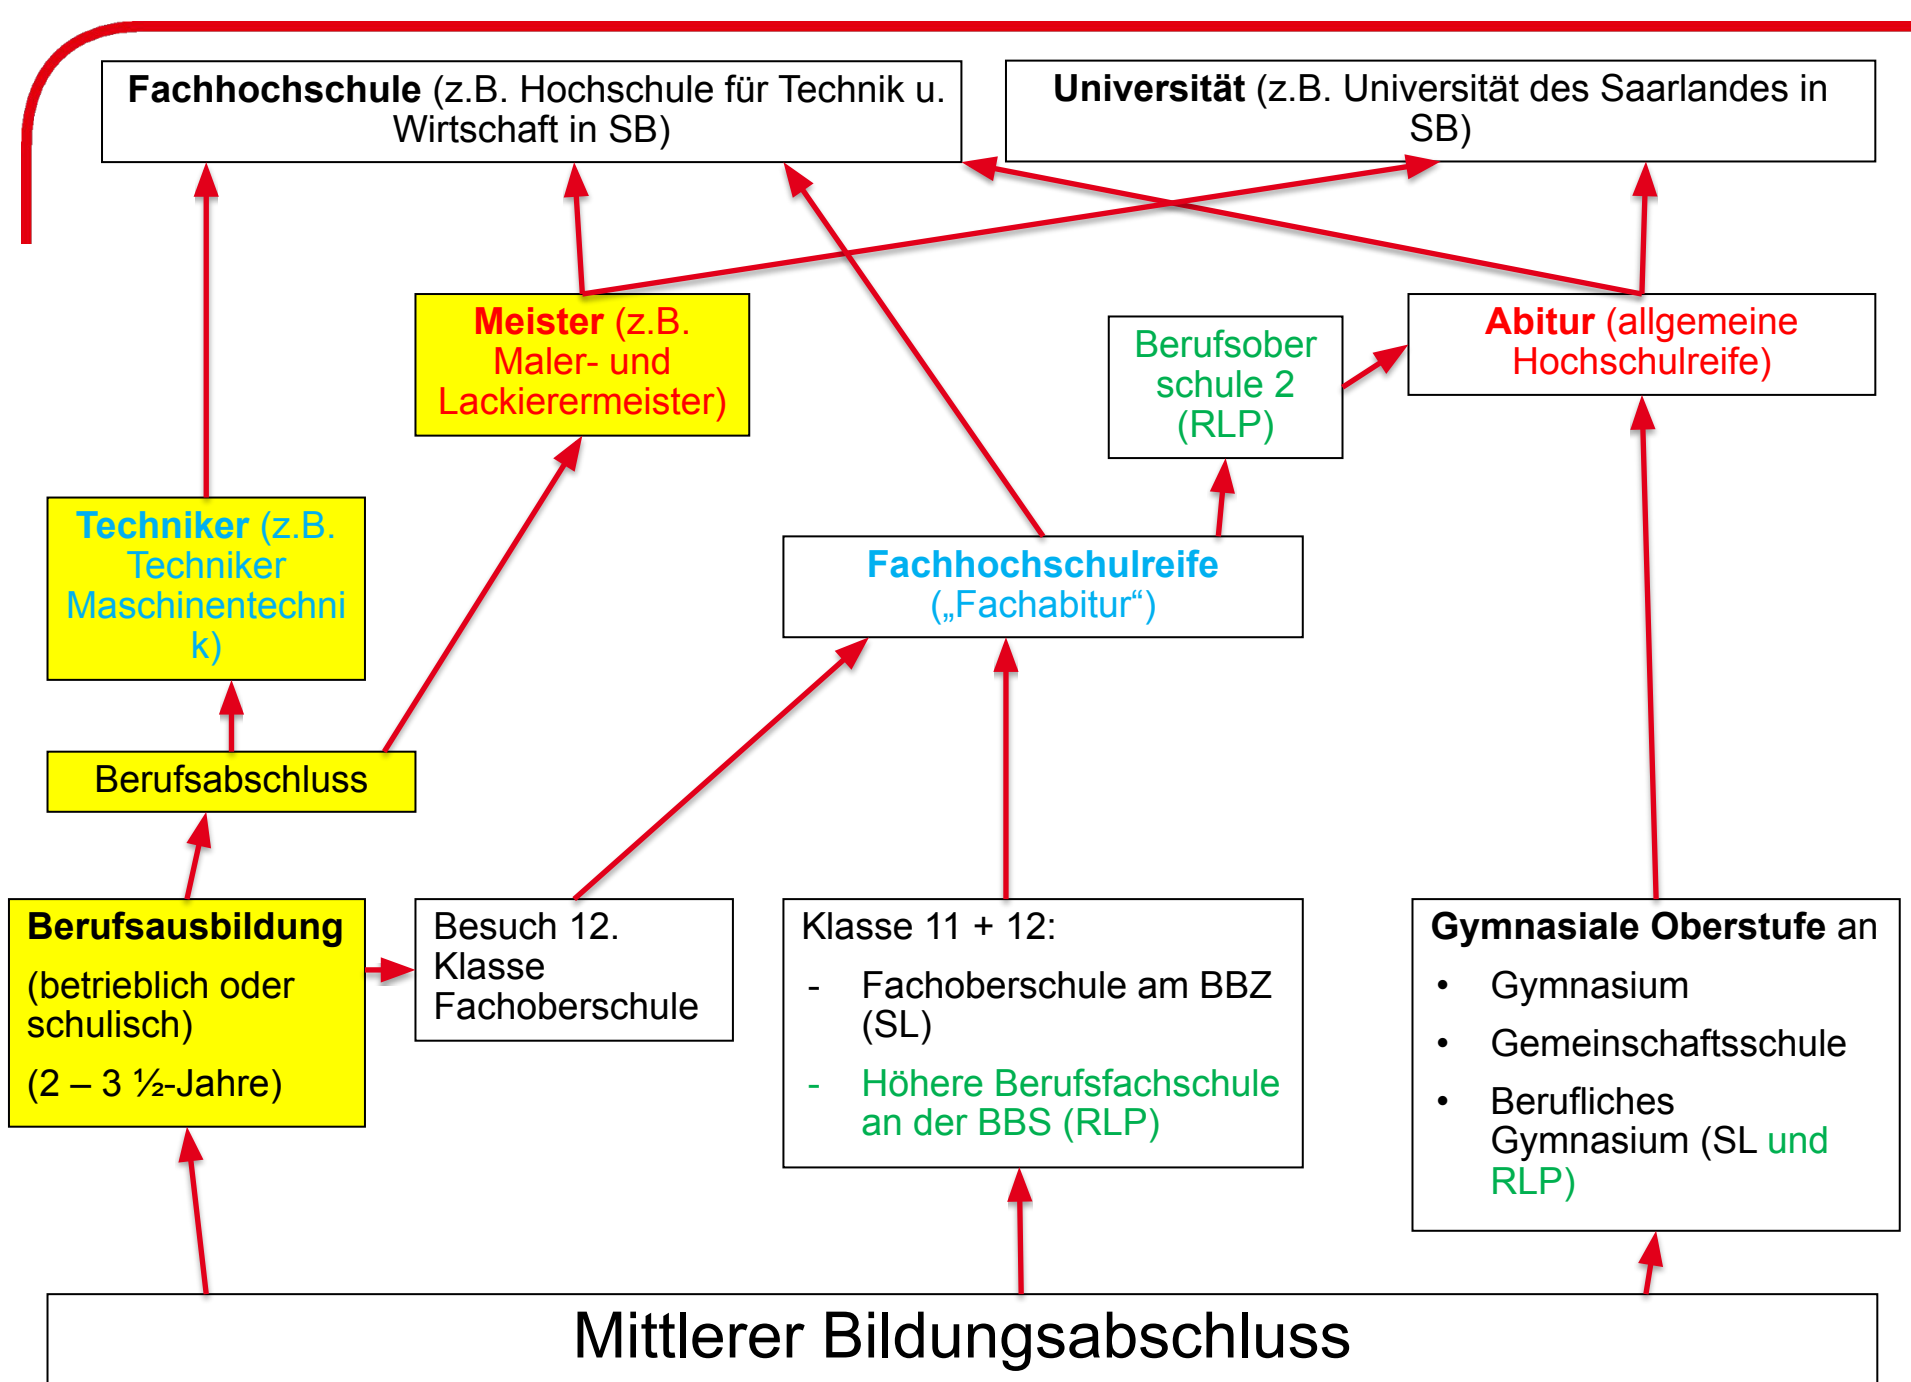 Fachhochschule (z.B. Hochschule für Technik u.
Wirtschaft in SB)
Universität (z.B. Universität des Saarlandes in
SB)
Meister (z.B.
Maler- und
Lackierermeister)
Berufsober
schule 2
(RLP)
Abitur (allgemeine
Hochschulreife)
Techniker (z.B.
Techniker
Maschinentechni
k)
Fachhochschulreife
(„Fachabitur“)
Berufsabschluss
Berufsausbildung
(betrieblich oder
schulisch)
(2 – 3 ½-Jahre)
Besuch 12.
Klasse
Fachoberschule
Klasse 11 + 12:
- Fachoberschule am BBZ
(SL)
- Höhere Berufsfachschule
an der BBS (RLP)
Gymnasiale Oberstufe an
• Gymnasium
• Gemeinschaftsschule
• Berufliches
Gymnasium (SL und
RLP)
Mittlerer Bildungsabschluss